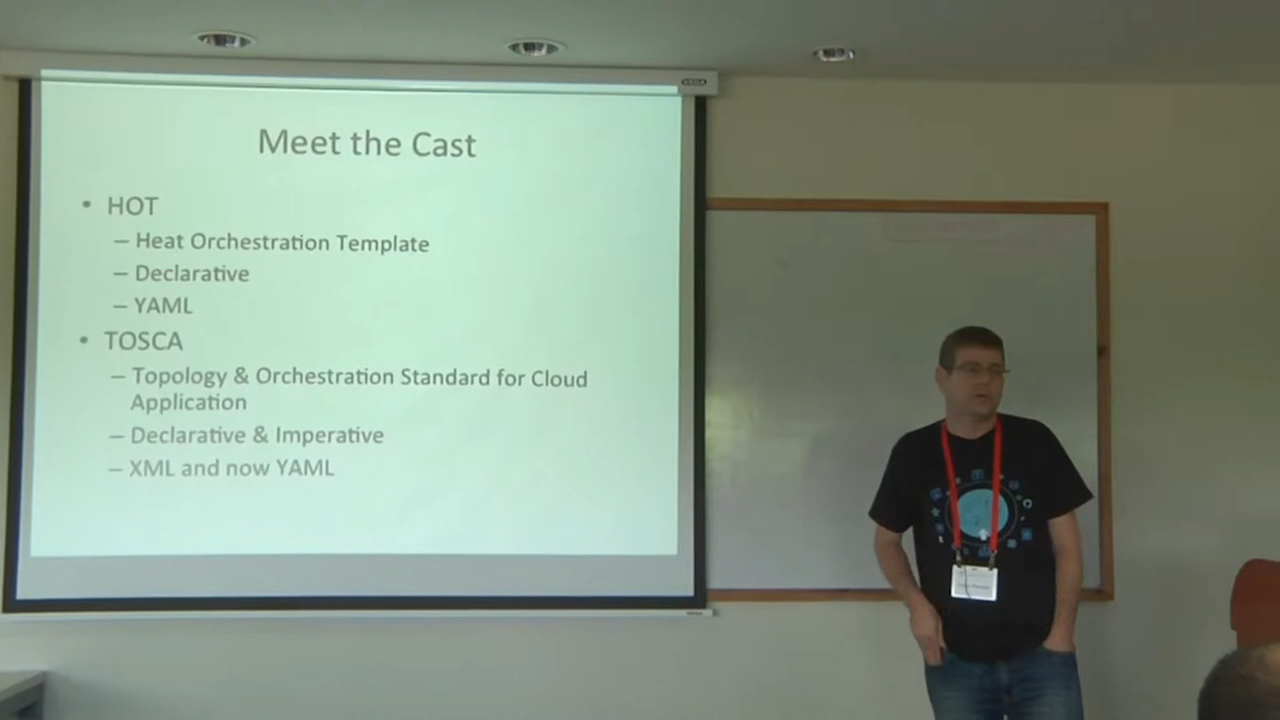 Meet the Cast
• HOT
– Heat Orchestration Template
– Declarative
– YAML
• TOSCA
– Topology & Orchestration Standard for Cloud
Application
– Declarative & Imperative
– XML and now YAML